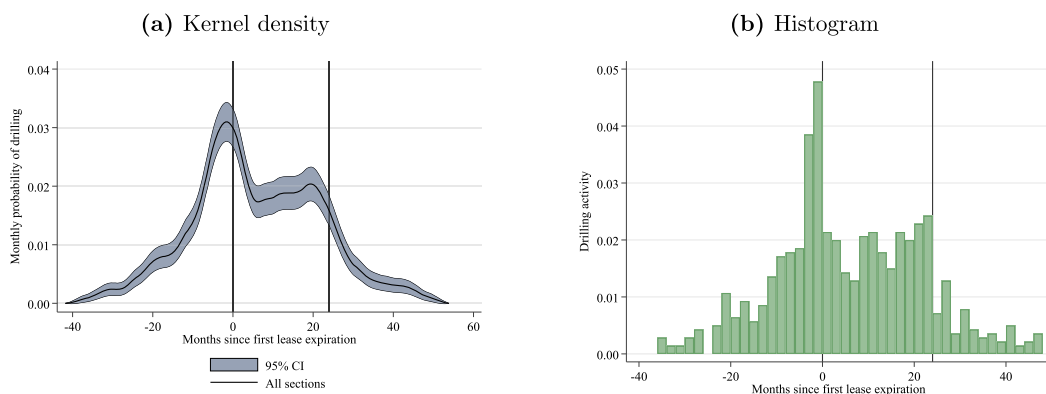 (a) Kernel density
0.04
0.03
0.02
0.01
0.00
Monthly probability of drilling
-40 -20 0 20 40 60
Months since first lease expiration
95% CI
All sections
(b) Histogram
0.05
0.04
0.03
0.02
0.01
0.00
Drilling activity
-40 -20 0 20 40
Months since first lease expiration